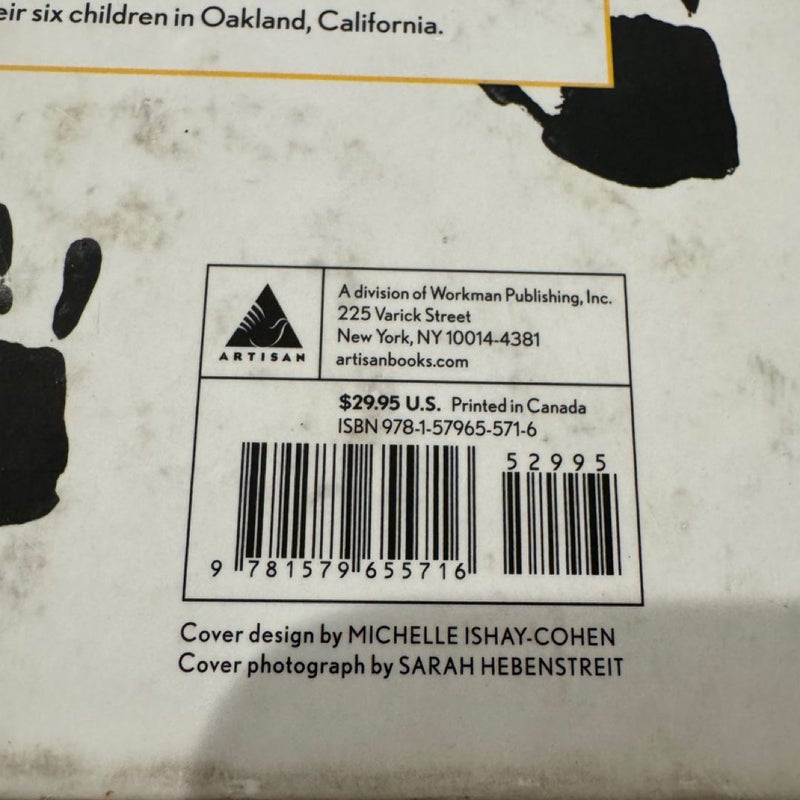 eir six children in Oakland, California.
ARTISAN
A division of Workman Publishing, Inc.
225 Varick Street
New York, NY 10014-4381
artisanbooks.com
$29.95 U.S. Printed in Canada
ISBN 978-1-57965-571-6
52995
9 781579 655716
Cover design by MICHELLE ISHAY-COHEN
Cover photograph by SARAH HEBENSTREIT